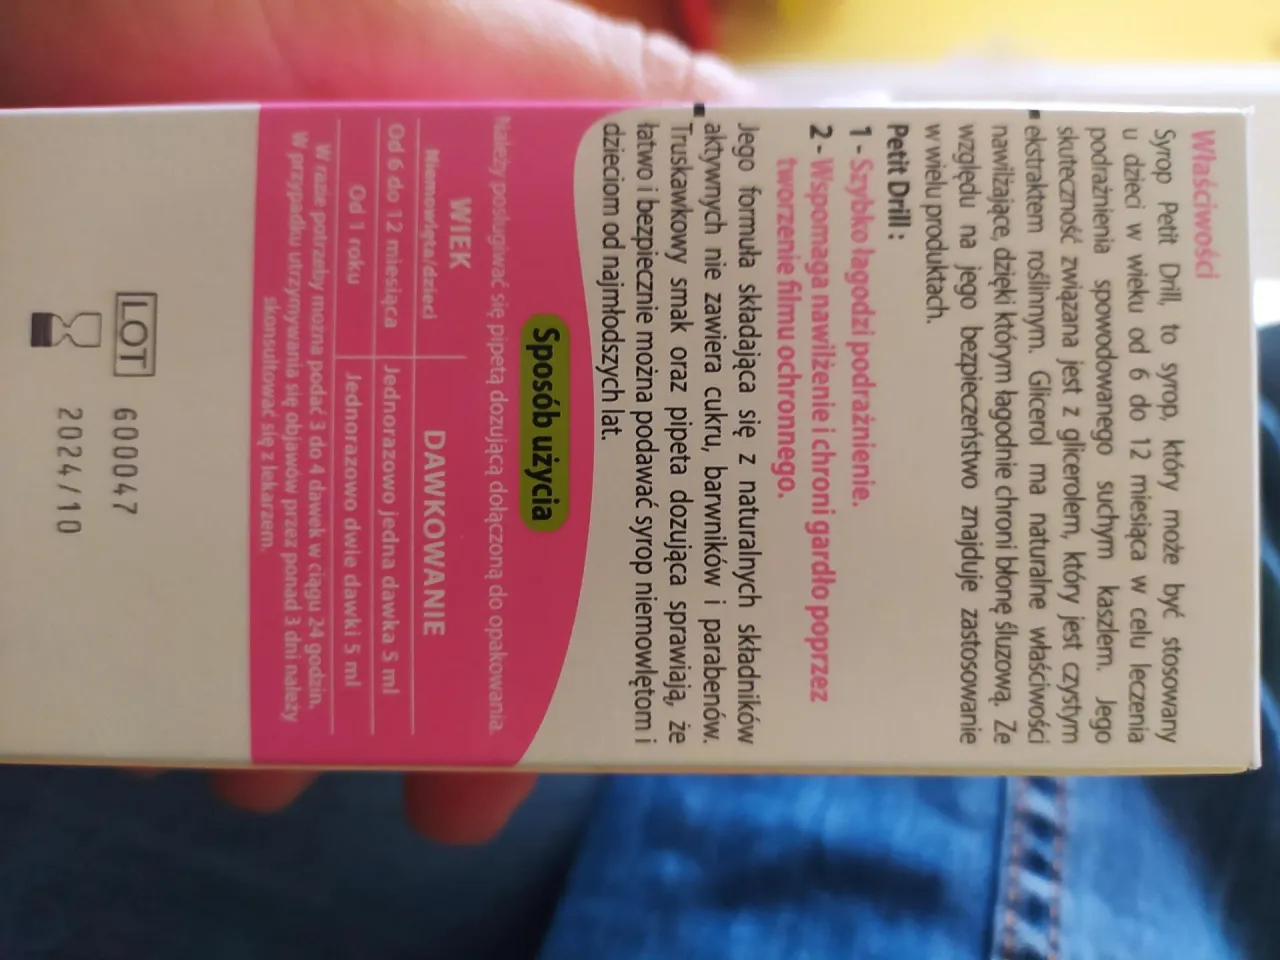 Właściwości
Syrop Petit Drill, to syrop, który może być stosowany
u dzieci w wieku od 6 do 12 miesiąca w celu leczenia
podrażnienia spowodowanego suchym kaszlem. Jego
skuteczność związana jest z glicerolem, który jest czystym
ekstraktem roślinnym. Glicerol ma naturalne właściwości
nawilżające, dzięki którym łagodnie chroni błonę śluzową. Ze
względu na jego bezpieczeństwo znajduje zastosowanie
w wielu produktach.
Petit Drill :
1 - Szybko łagodzi podrażnienie.
2 - Wspomaga nawilżenie i chroni gardło poprzez
tworzenie filmu ochronnego.
Jego formuła składająca się z naturalnych składników
aktywnych nie zawiera cukru, barwników i parabenów.
Truskawkowy smak oraz pipeta dozująca sprawiają, że
łatwo i bezpiecznie można podawać syrop niemowlętom i
dzieciom od najmłodszych lat.
Sposób użycia
Należy posługiwać się pipetą dozującą dołączoną do opakowania.
WIEK DAWKOWANIE
Niemowlęta/dzieci
Od 6 do 12 miesiąca Jednorazowo jedna dawka 5 ml
Od 1 roku Jednorazowo dwie dawki 5 ml
W razie potrzeby można podać 3 do 4 dawek w ciągu 24 godzin.
W przypadku utrzymywania się objawów przez ponad 3 dni należy
skonsultować się z lekarzem.
LOT 600047
2024/10